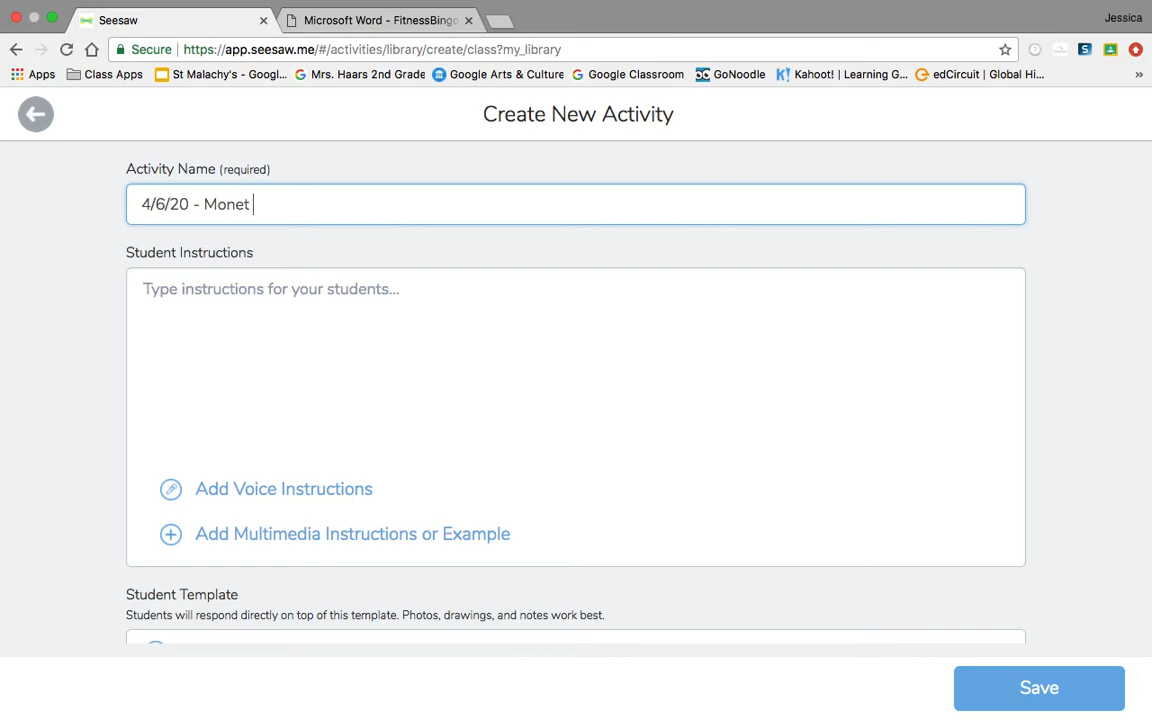 Seesaw
Microsoft Word - FitnessBingo
Jessica
Secure https://app.seesaw.me/#/activities/library/create/class?my_library
Apps Class Apps St Malachy's - Googl... Mrs. Haars 2nd Grade Google Arts & Culture Google Classroom GoNoodle Kahoot! | Learning G... edCircuit | Global Hi... »
Create New Activity
Activity Name (required)
4/6/20 - Monet
Student Instructions
Type instructions for your students...
Add Voice Instructions
Add Multimedia Instructions or Example
Student Template
Students will respond directly on top of this template. Photos, drawings, and notes work best.
Save